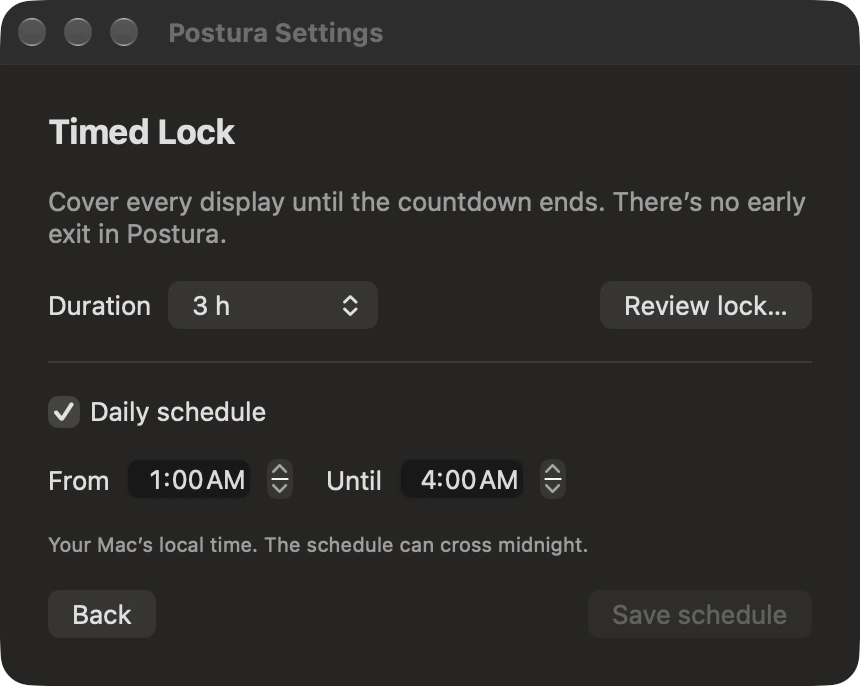 Postura Settings
Timed Lock
Cover every display until the countdown ends. There’s no early
exit in Postura.
Duration 3 h Review lock...
Daily schedule
From 1:00 AM Until 4:00 AM
Your Mac’s local time. The schedule can cross midnight.
Back Save schedule